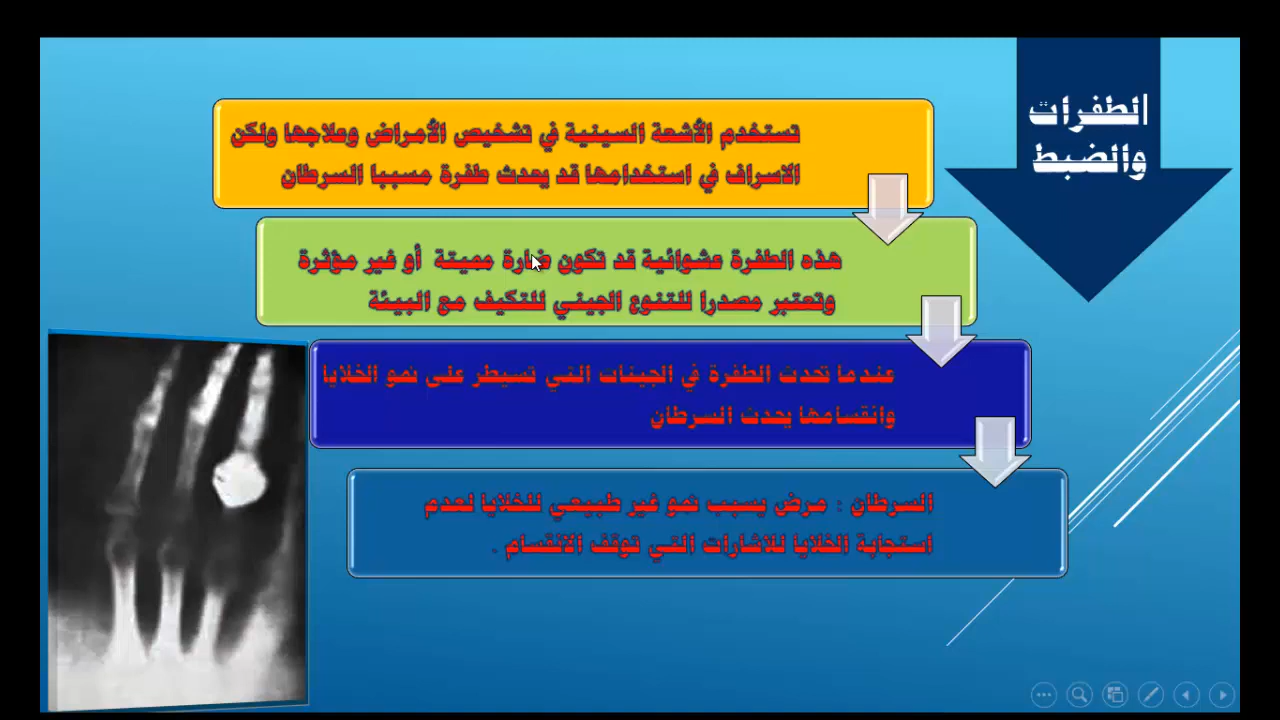 الطفرات
والضبط
تستخدم الأشعة السينية في تشخيص الأمراض وعلاجها ولكن
الاسراف في استخدامها قد يحدث طفرة مسببا السرطان
هذه الطفرة عشوائية قد تكون ضارة مميتة أو غير مؤثرة
وتعتبر مصدرا للتنوع الجيني للتكيف مع البيئة
عندما تحدث الطفرة في الجينات التي تسيطر على نمو الخلايا
وانقسامها يحدث السرطان
السرطان : مرض يسبب نمو غير طبيعي للخلايا لعدم
استجابة الخلايا للاشارات التي توقف الانقسام .